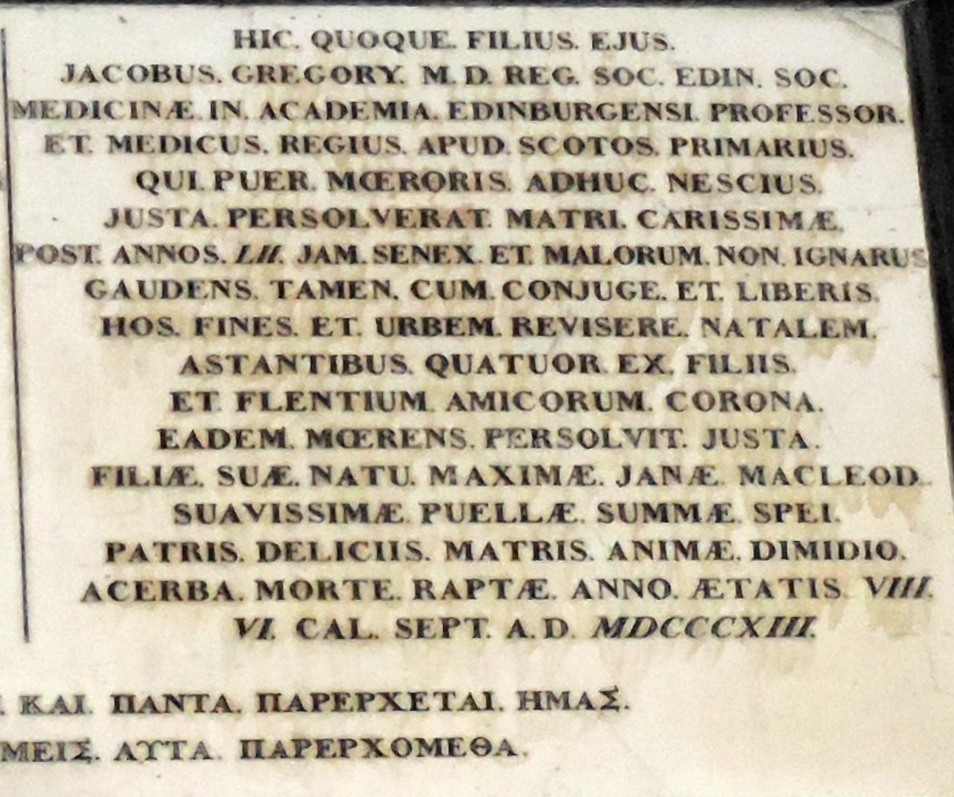 HIC. QUOQUE. FILIUS. EJUS.
JACOBUS. GREGORY. M. D. REG. SOC. EDIN. SOC.
MEDICINÆ. IN. ACADEMIA. EDINBURGENSI. PROFESSOR.
ET. MEDICUS. REGIUS. APUD. SCOTOS. PRIMARIUS.
QUI. PUER. MŒRORIS. ADHUC. NESCIUS.
JUSTA. PERSOLVERAT. MATRI. CARISSIMÆ.
POST. ANNOS. LII. JAM. SENEX. ET. MALORUM. NON. IGNARUS
GAUDENS. TAMEN. CUM. CONJUGE. ET. LIBERIS.
HOS. FINES. ET. URBEM. REVISERE. NATALEM.
ASTANTIBUS. QUATUOR. EX. FILIIS.
ET. FLENTIUM. AMICORUM. CORONA.
EADEM. MŒRENS. PERSOLVIT. JUSTA.
FILIÆ. SUÆ. NATU. MAXIMÆ. JANÆ. MACLEOD.
SUAVISSIMÆ. PUELLÆ. SUMMÆ. SPEI.
PATRIS. DELICIIS. MATRIS. ANIMÆ. DIMIDIO.
ACERBA. MORTE. RAPTÆ. ANNO. ÆTATIS. VIII.
VI. CAL. SEPT. A. D. MDCCCXIII.
ΚΑΙ. ΠΑΝΤΑ. ΠΑΡΕΡΧΕΤΑΙ. ΗΜΑΣ.
ΜΕΙΣ. ΑΥΤΑ. ΠΑΡΕΡΧΟΜΕΘΑ.